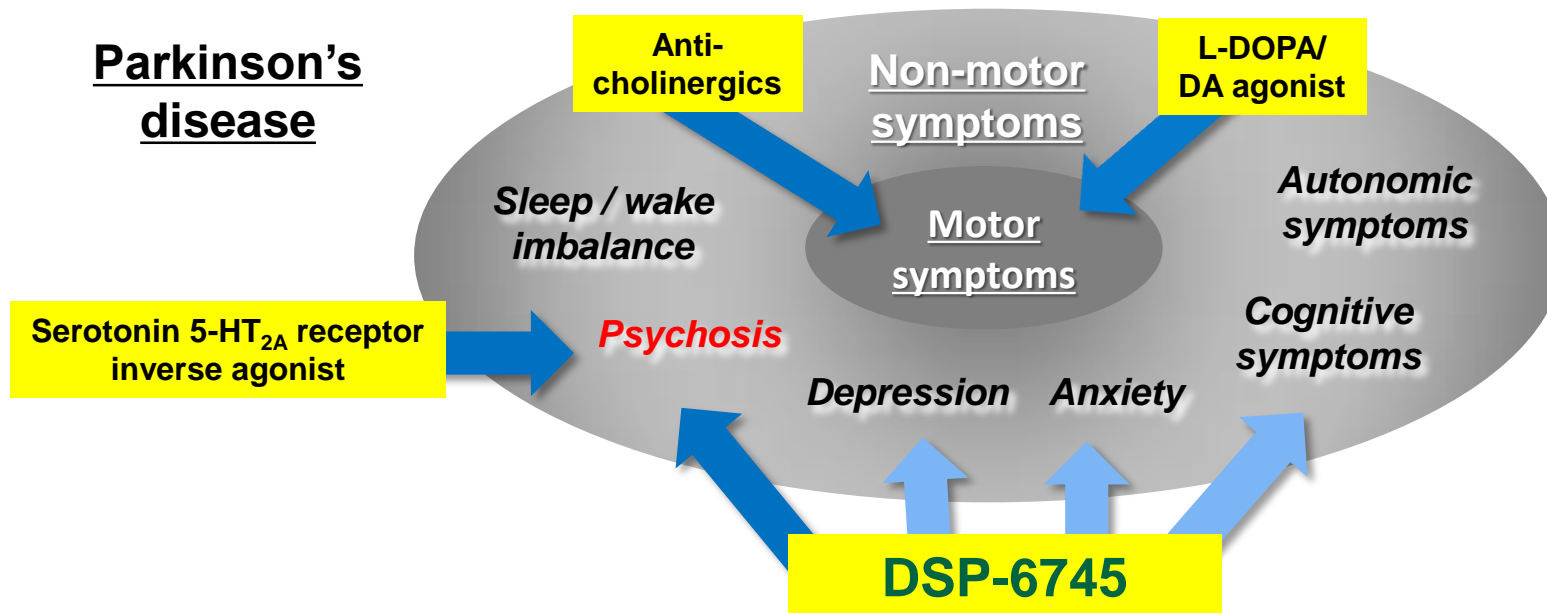 Parkinson's
disease
Anti-
cholinergics
Non-motor
symptoms
L-DOPA/
DA agonist
Sleep / wake
imbalance
Motor
symptoms
Autonomic
symptoms
Serotonin 5-HT2A receptor
inverse agonist
Psychosis
Cognitive
symptoms
Depression
Anxiety
DSP-6745